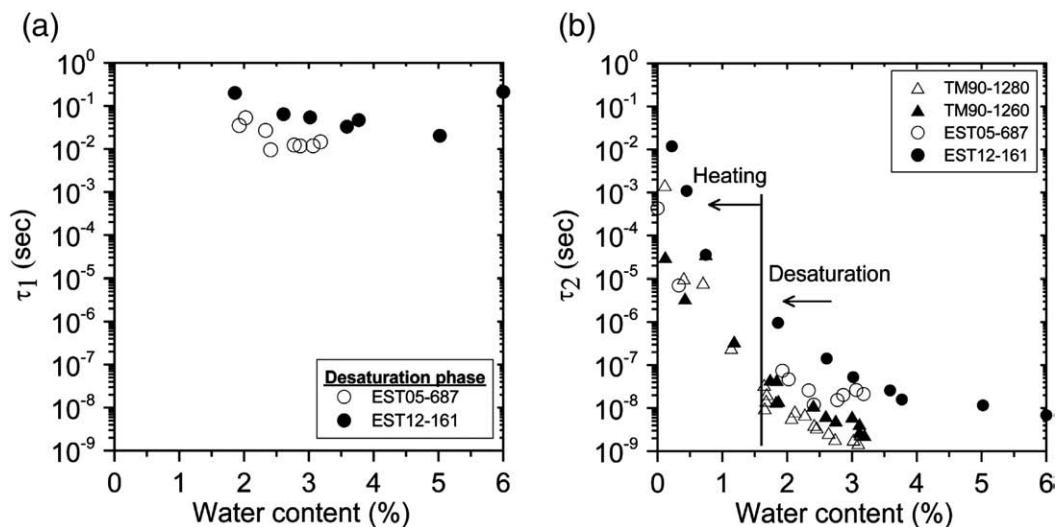 (a)
10^0
10^-1
10^-2
10^-3
10^-4
10^-5
10^-6
10^-7
10^-8
10^-9
τ1 (sec)
0 1 2 3 4 5 6
Water content (%)
Desaturation phase
EST05-687
EST12-161
(b)
10^0
10^-1
10^-2
10^-3
10^-4
10^-5
10^-6
10^-7
10^-8
10^-9
τ2 (sec)
0 1 2 3 4 5 6
Water content (%)
TM90-1280
TM90-1260
EST05-687
EST12-161
Heating
Desaturation